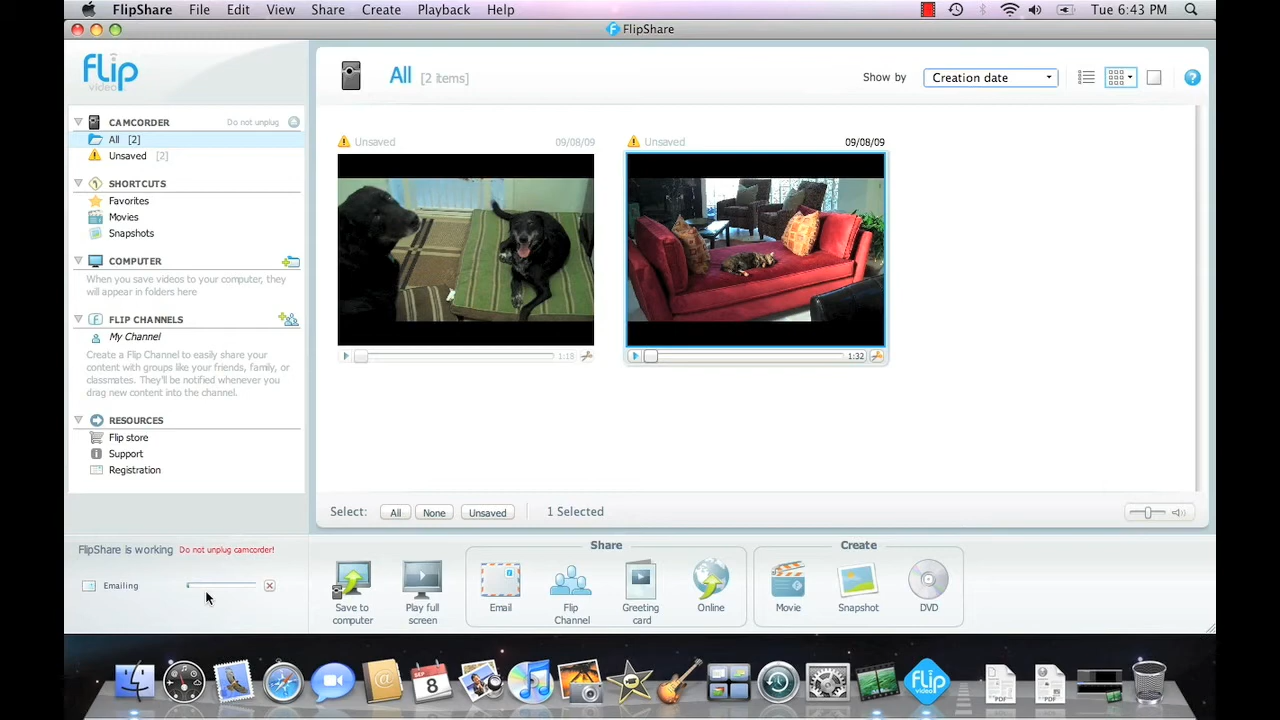 FlipShare File Edit View Share Create Playback Help Tue 6:43 PM
FlipShare
flip
video
CAMCORDER Do not unplug
All [2]
Unsaved [2]
SHORTCUTS
Favorites
Movies
Snapshots
COMPUTER
When you save videos to your computer, they
will appear in folders here
FLIP CHANNELS
My Channel
Create a Flip Channel to easily share your
content with groups like your friends, family, or
classmates. They'll be notified whenever you
drag new content into the channel.
RESOURCES
Flip store
Support
Registration
FlipShare is working Do not unplug camcorder!
Emailing
All [2 items]
Show by Creation date
?
Unsaved 09/08/09
1:18
Unsaved 09/08/09
1:32
Select: All None Unsaved 1 Selected
Save to
computer
Play full
screen
Share
Email
Flip
Channel
Greeting
card
Online
Create
Movie
Snapshot
DVD
SEP
8
flip
PDF
PDF